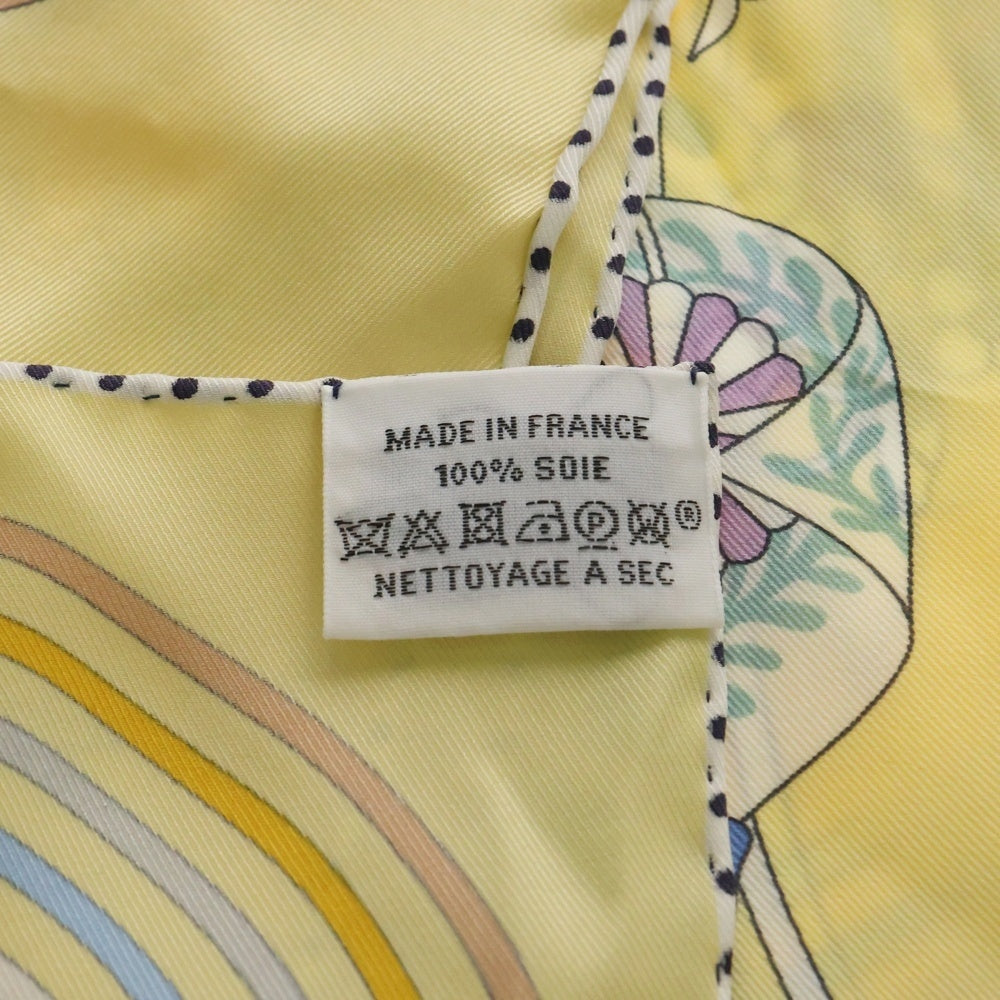 MADE IN FRANCE
100% SOIE
P ®
NETTOYAGE A SEC